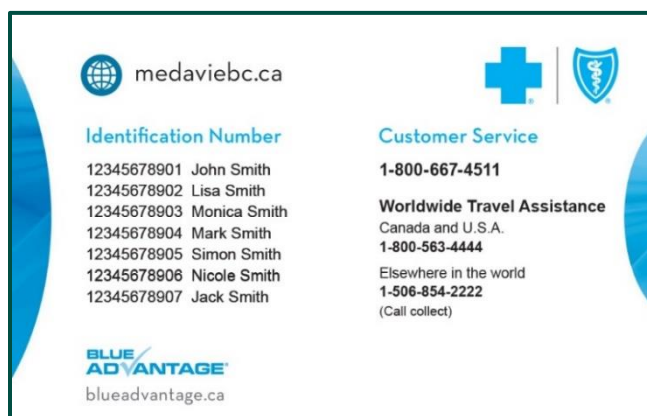 medaviebc.ca
Identification Number
12345678901 John Smith
12345678902 Lisa Smith
12345678903 Monica Smith
12345678904 Mark Smith
12345678905 Simon Smith
12345678906 Nicole Smith
12345678907 Jack Smith
BLUE
ADVANTAGE®
blueadvantage.ca
Customer Service
1-800-667-4511
Worldwide Travel Assistance
Canada and U.S.A.
1-800-563-4444
Elsewhere in the world
1-506-854-2222
(Call collect)